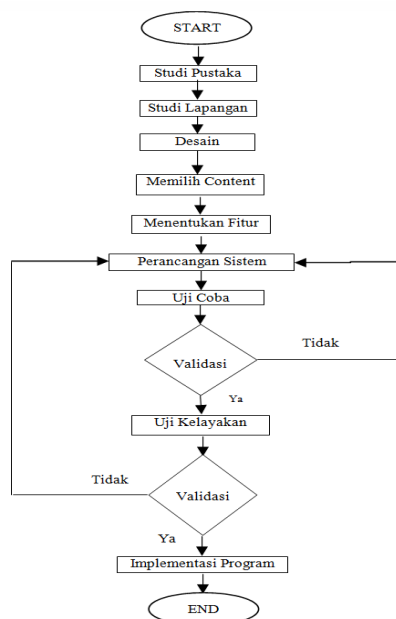 START
Studi Pustaka
Studi Lapangan
Desain
Memilih Content
Menentukan Fitur
Perancangan Sistem
Uji Coba
Validasi
Tidak
Ya
Uji Kelayakan
Tidak
Validasi
Ya
Implementasi Program
END